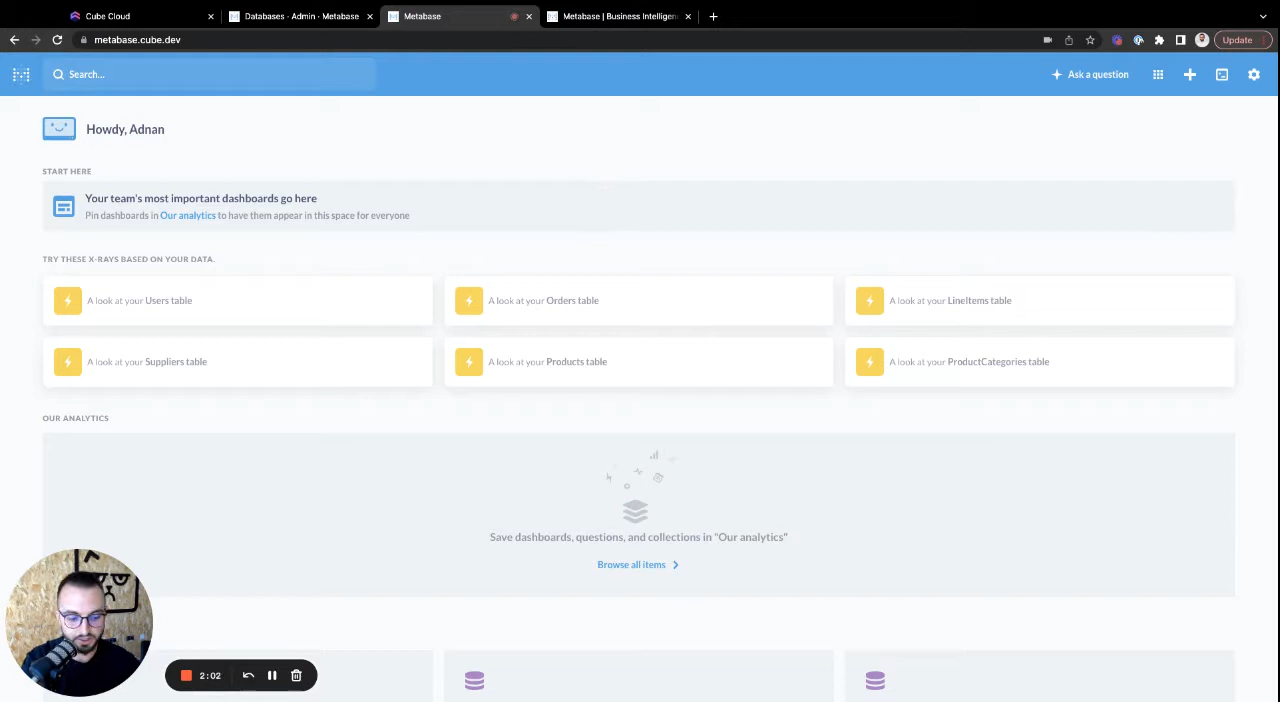 Cube Cloud
Databases · Admin · Metabase
Metabase
Metabase | Business Intelligen
metabase.cube.dev
Update
Search...
Ask a question
Howdy, Adnan
START HERE
Your team's most important dashboards go here
Pin dashboards in Our analytics to have them appear in this space for everyone
TRY THESE X-RAYS BASED ON YOUR DATA.
A look at your Users table
A look at your Orders table
A look at your LineItems table
A look at your Suppliers table
A look at your Products table
A look at your ProductCategories table
OUR ANALYTICS
Save dashboards, questions, and collections in "Our analytics"
Browse all items
2:02